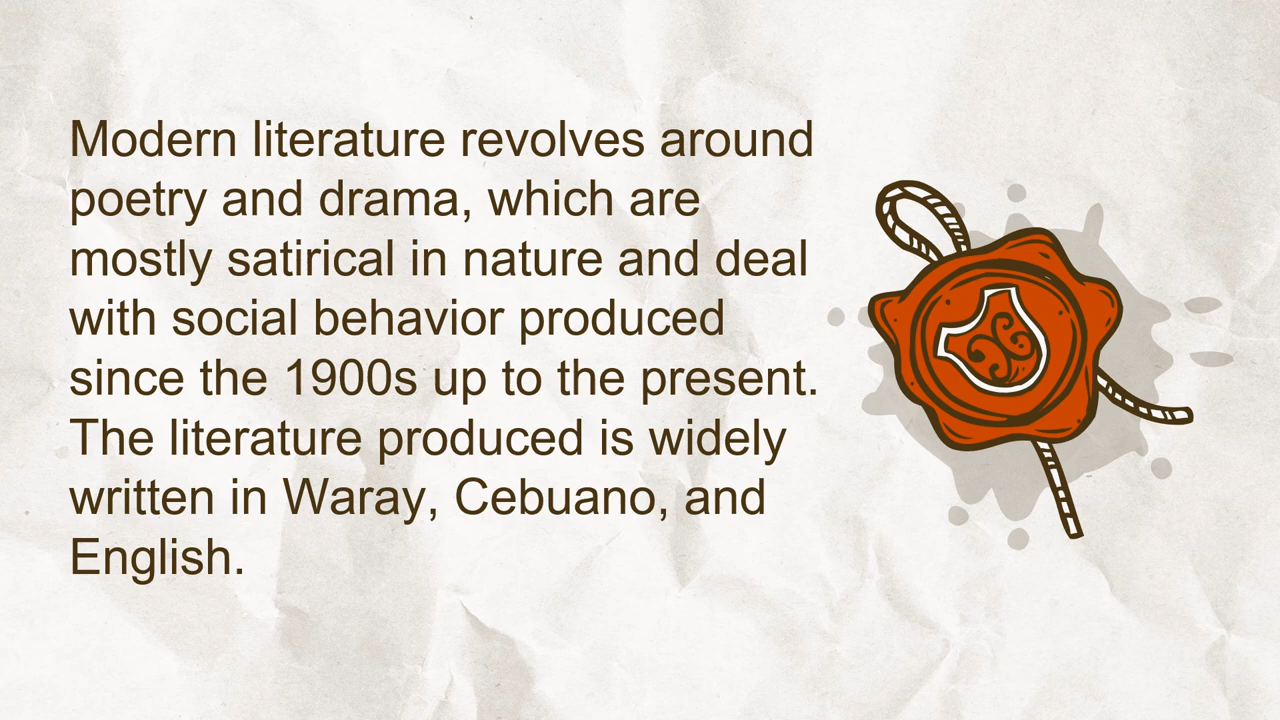 Modern literature revolves around
poetry and drama, which are
mostly satirical in nature and deal
with social behavior produced
since the 1900s up to the present.
The literature produced is widely
written in Waray, Cebuano, and
English.